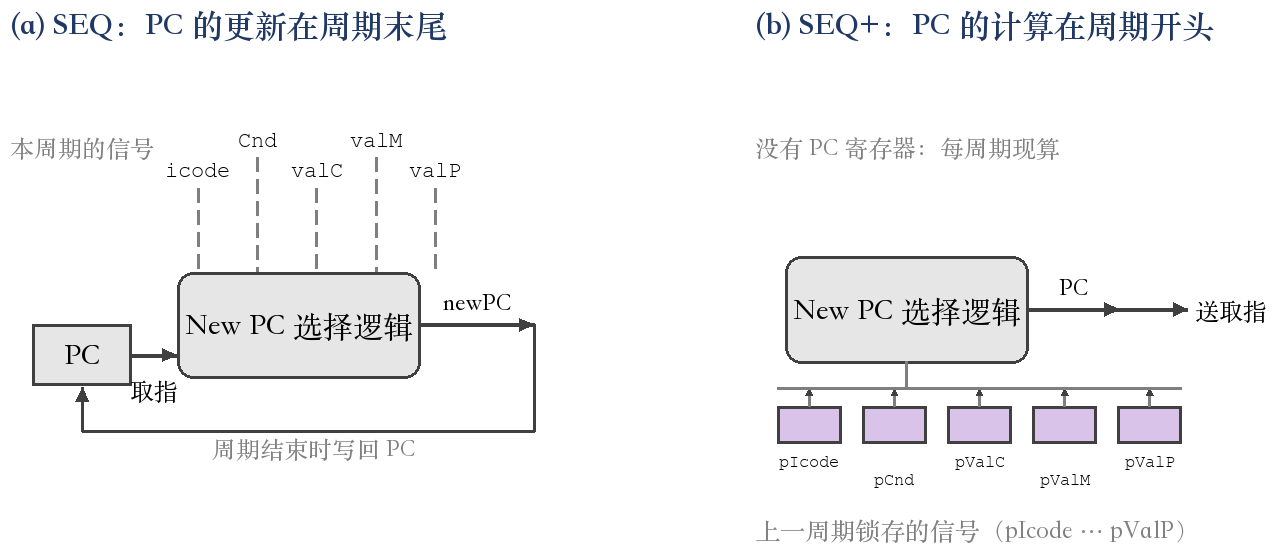 (a) SEQ：PC 的更新在周期末尾
本周期的信号
Cnd
valM
icode
valC
valP
New PC 选择逻辑
newPC
PC
取指
周期结束时写回 PC
(b) SEQ+：PC 的计算在周期开头
没有 PC 寄存器：每周期现算
New PC 选择逻辑
PC
送取指
pIcode
pCnd
pValC
pValM
pValP
上一周期锁存的信号（pIcode ⋯ pValP）